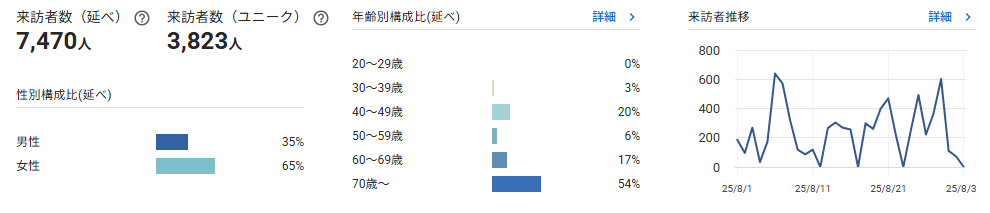 来訪者数（延べ） ?
7,470人
来訪者数（ユニーク） ?
3,823人
性別構成比(延べ)
男性 35%
女性 65%
年齢別構成比(延べ) 詳細 >
20〜29歳 0%
30〜39歳 3%
40〜49歳 20%
50〜59歳 6%
60〜69歳 17%
70歳〜 54%
来訪者推移 詳細 >
800
600
400
200
0
25/8/1 25/8/11 25/8/21 25/8/3